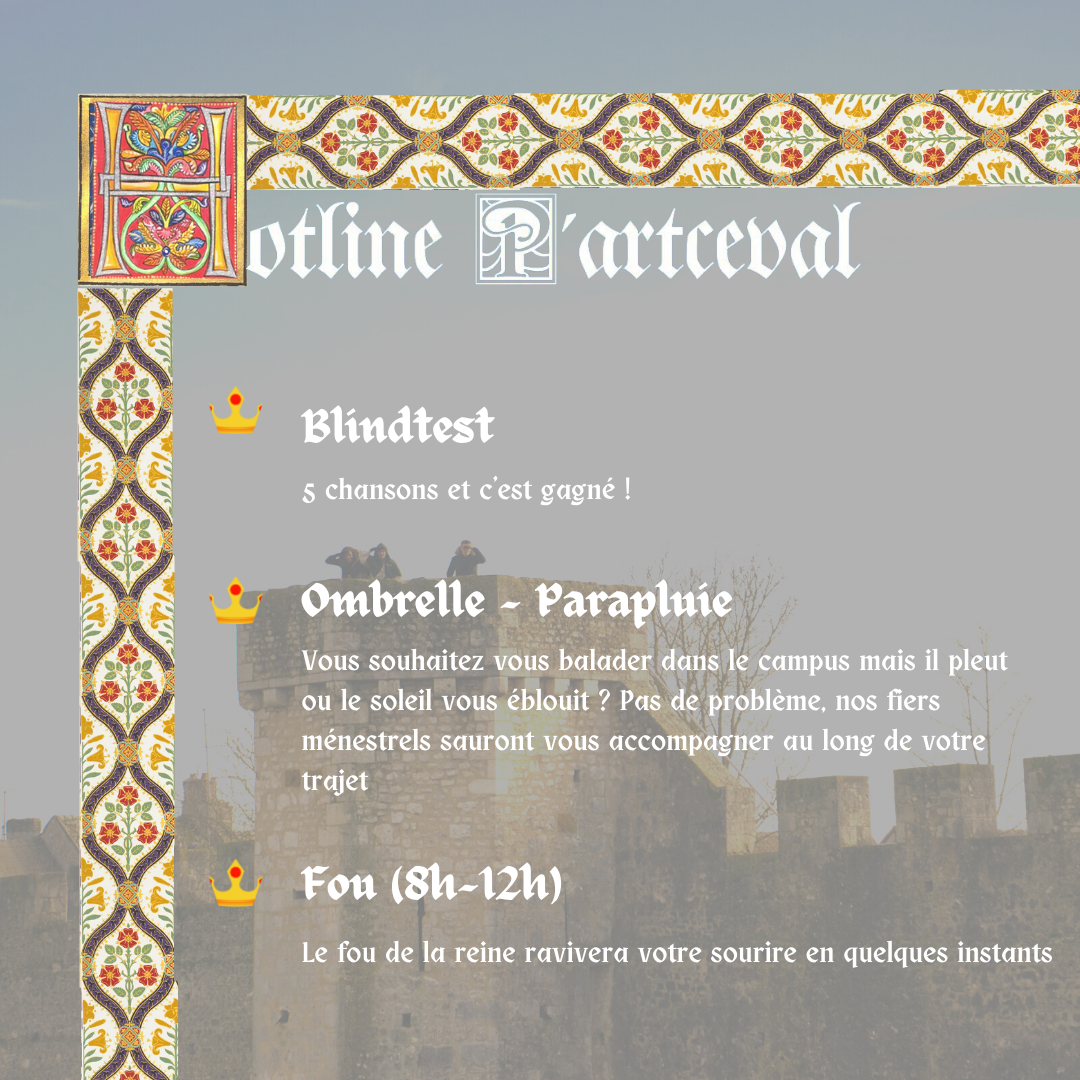 Hotline P'artceval
Blindtest
5 chansons et c'est gagné !
Ombrelle - Parapluie
Vous souhaitez vous balader dans le campus mais il pleut
ou le soleil vous éblouit ? Pas de problème, nos fiers
ménestrels sauront vous accompagner au long de votre
trajet
Fou (8h-12h)
Le fou de la reine ravivera votre sourire en quelques instants